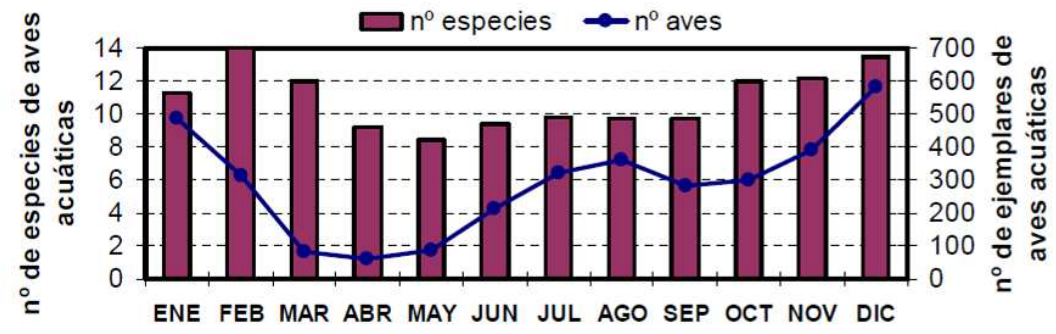 nº especies nº aves
nº de especies de aves
acuáticas
14
12
10
8
6
4
2
0
700
600
500
400
300
200
100
0
nº de ejemplares de
aves acuáticas
ENE FEB MAR ABR MAY JUN JUL AGO SEP OCT NOV DIC